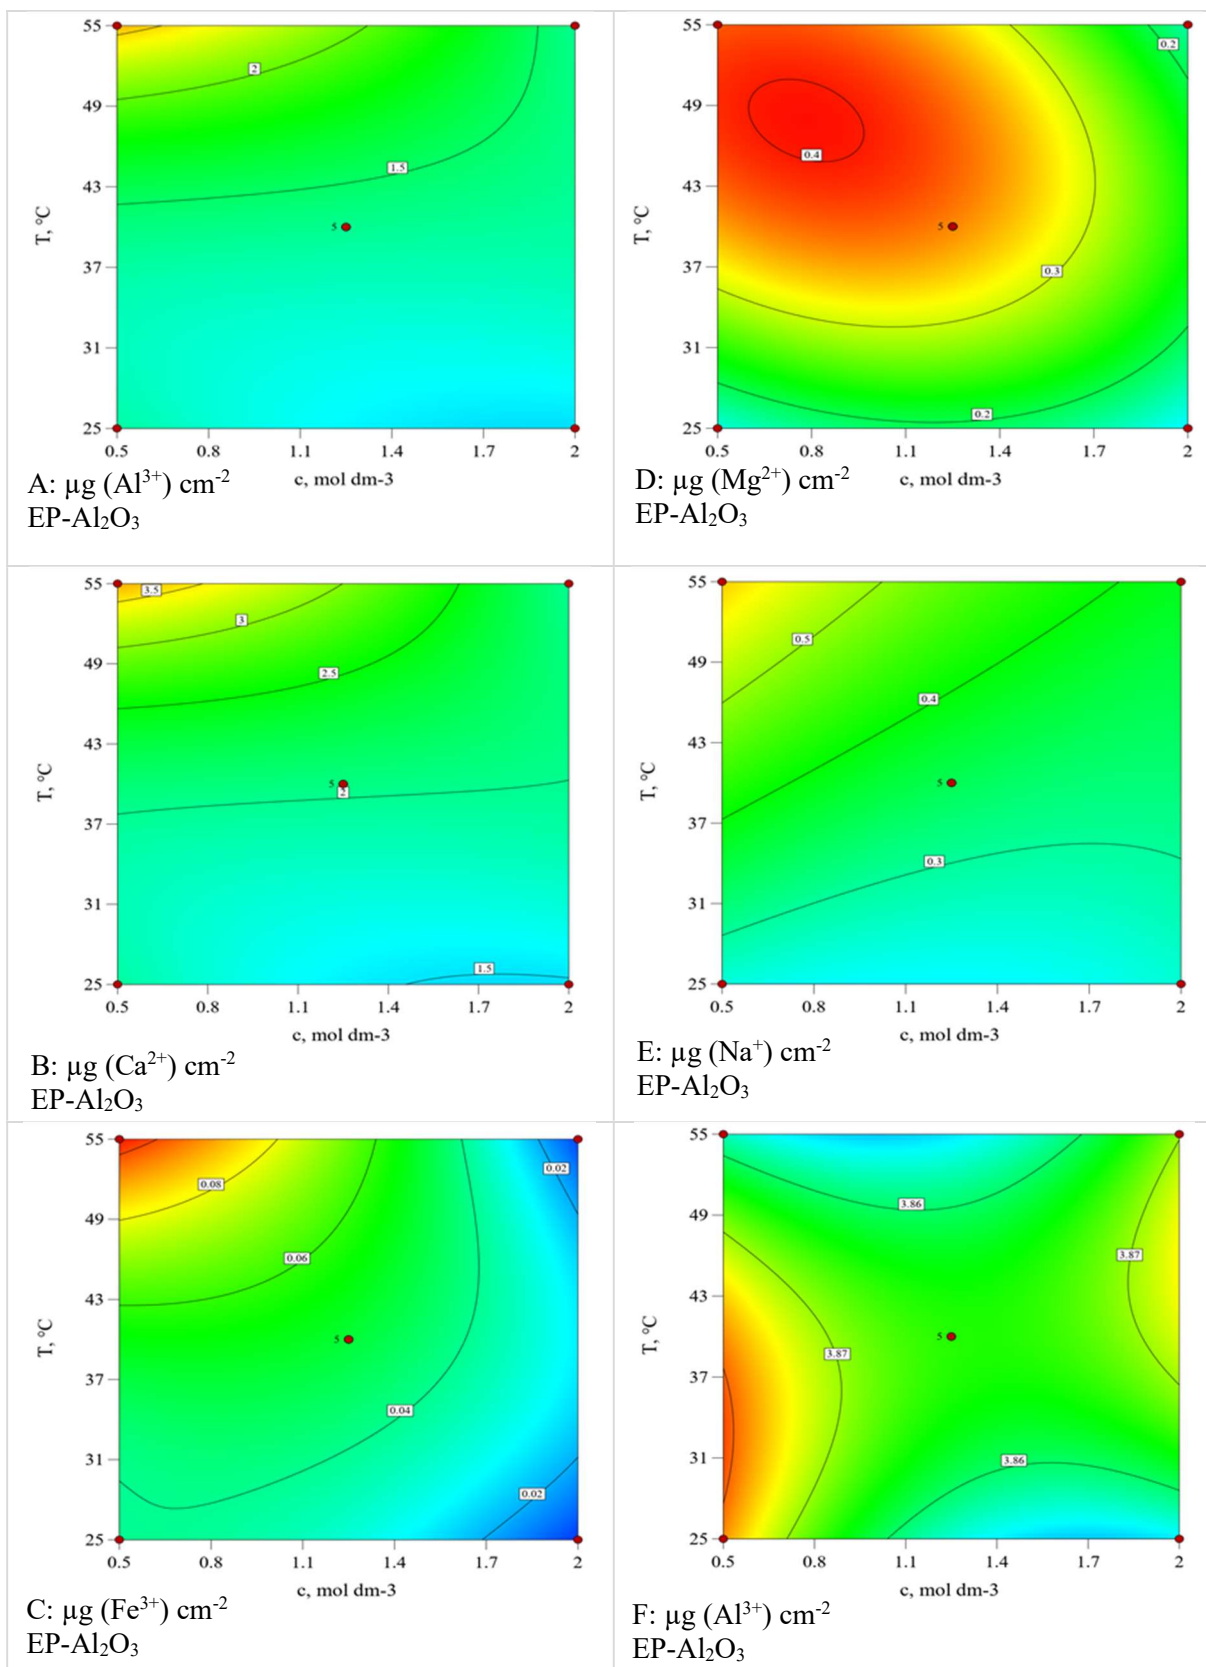 55
49
43
37
31
25
T, °C
2
1.5
5
0.5 0.8 1.1 1.4 1.7 2
c, mol dm-3
A: µg (Al³⁺) cm⁻²
EP-Al₂O₃
55
49
43
37
31
25
T, °C
0.2
0.4
5
0.3
0.2
0.5 0.8 1.1 1.4 1.7 2
c, mol dm-3
D: µg (Mg²⁺) cm⁻²
EP-Al₂O₃
55
49
43
37
31
25
T, °C
3.5
3
2.5
5
2
1.5
0.5 0.8 1.1 1.4 1.7 2
c, mol dm-3
B: µg (Ca²⁺) cm⁻²
EP-Al₂O₃
55
49
43
37
31
25
T, °C
0.5
0.4
5
0.3
0.5 0.8 1.1 1.4 1.7 2
c, mol dm-3
E: µg (Na⁺) cm⁻²
EP-Al₂O₃
55
49
43
37
31
25
T, °C
0.02
0.08
0.06
5
0.04
0.02
0.5 0.8 1.1 1.4 1.7 2
c, mol dm-3
C: µg (Fe³⁺) cm⁻²
EP-Al₂O₃
55
49
43
37
31
25
T, °C
3.86
3.87
5
3.87
3.86
0.5 0.8 1.1 1.4 1.7 2
c, mol dm-3
F: µg (Al³⁺) cm⁻²
EP-Al₂O₃